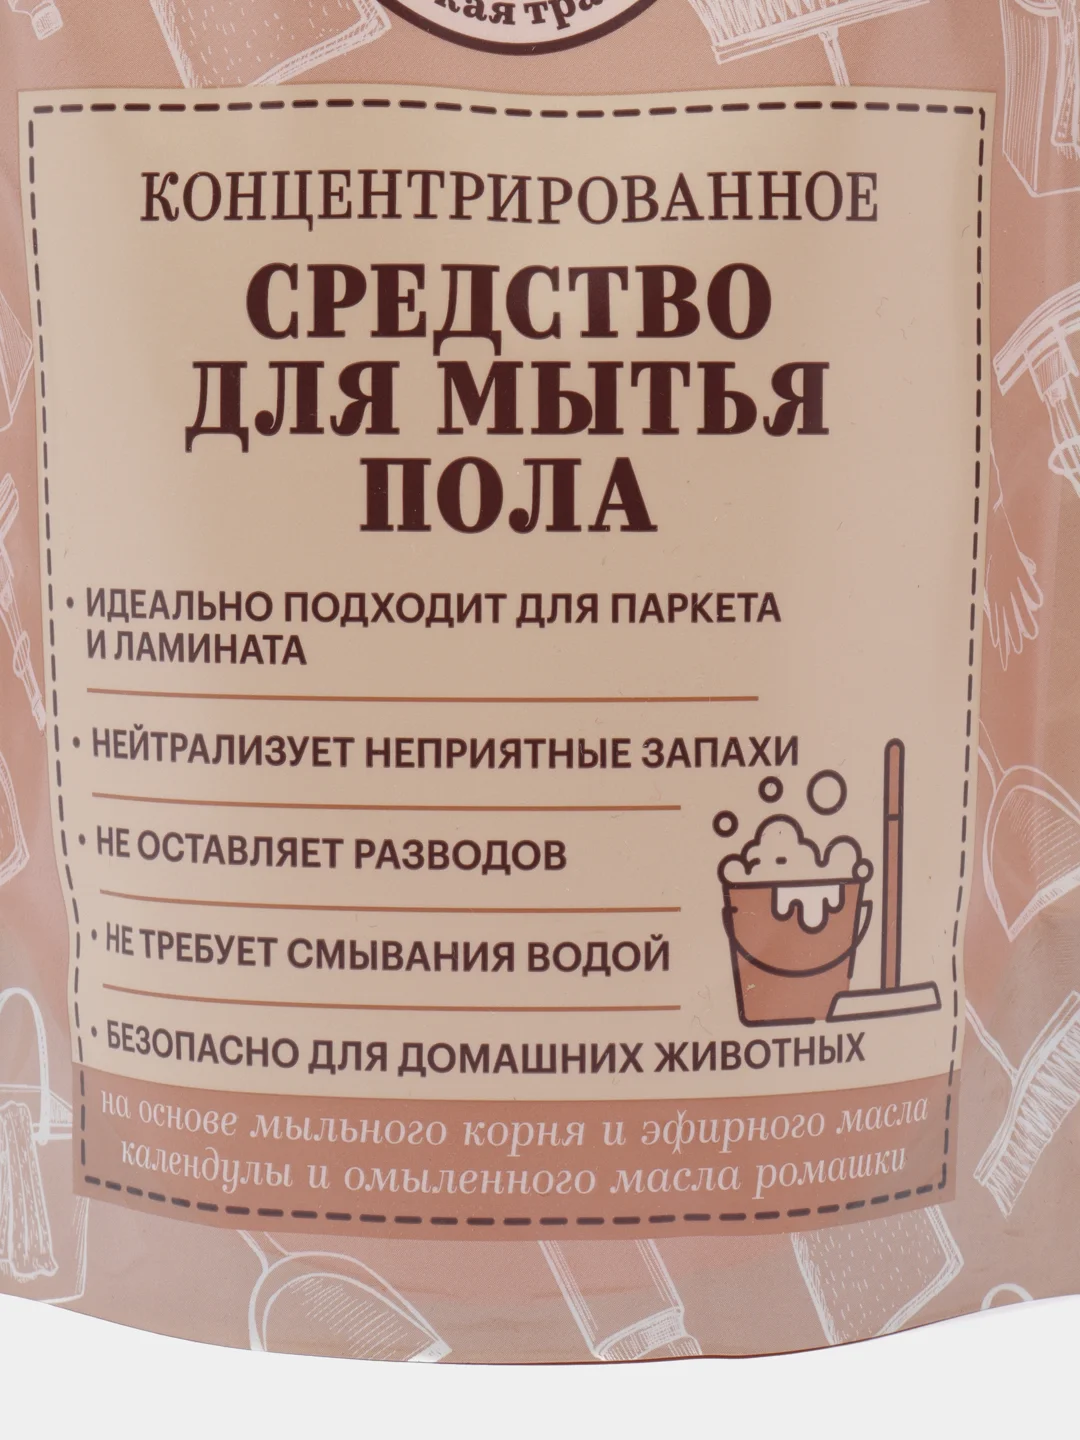 КОНЦЕНТРИРОВАННОЕ
СРЕДСТВО
ДЛЯ МЫТЬЯ
ПОЛА
• ИДЕАЛЬНО ПОДХОДИТ ДЛЯ ПАРКЕТА
И ЛАМИНАТА
• НЕЙТРАЛИЗУЕТ НЕПРИЯТНЫЕ ЗАПАХИ
• НЕ ОСТАВЛЯЕТ РАЗВОДОВ
• НЕ ТРЕБУЕТ СМЫВАНИЯ ВОДОЙ
• БЕЗОПАСНО ДЛЯ ДОМАШНИХ ЖИВОТНЫХ
на основе мыльного корня и эфирного масла
календулы и омыленного масла ромашки